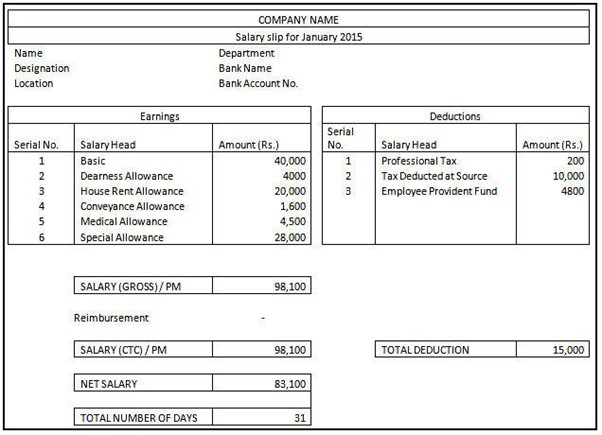 COMPANY NAME
Salary slip for January 2015
Name Department
Designation Bank Name
Location Bank Account No.
Earnings Deductions
Serial No. Salary Head Amount (Rs.) Serial No. Salary Head Amount (Rs.)
1 Basic 40,000 1 Professional Tax 200
2 Dearness Allowance 4000 2 Tax Deducted at Source 10,000
3 House Rent Allowance 20,000 3 Employee Provident Fund 4800
4 Conveyance Allowance 1,600
5 Medical Allowance 4,500
6 Special Allowance 28,000
SALARY (GROSS) / PM 98,100
Reimbursement -
SALARY (CTC) / PM 98,100 TOTAL DEDUCTION 15,000
NET SALARY 83,100
TOTAL NUMBER OF DAYS 31